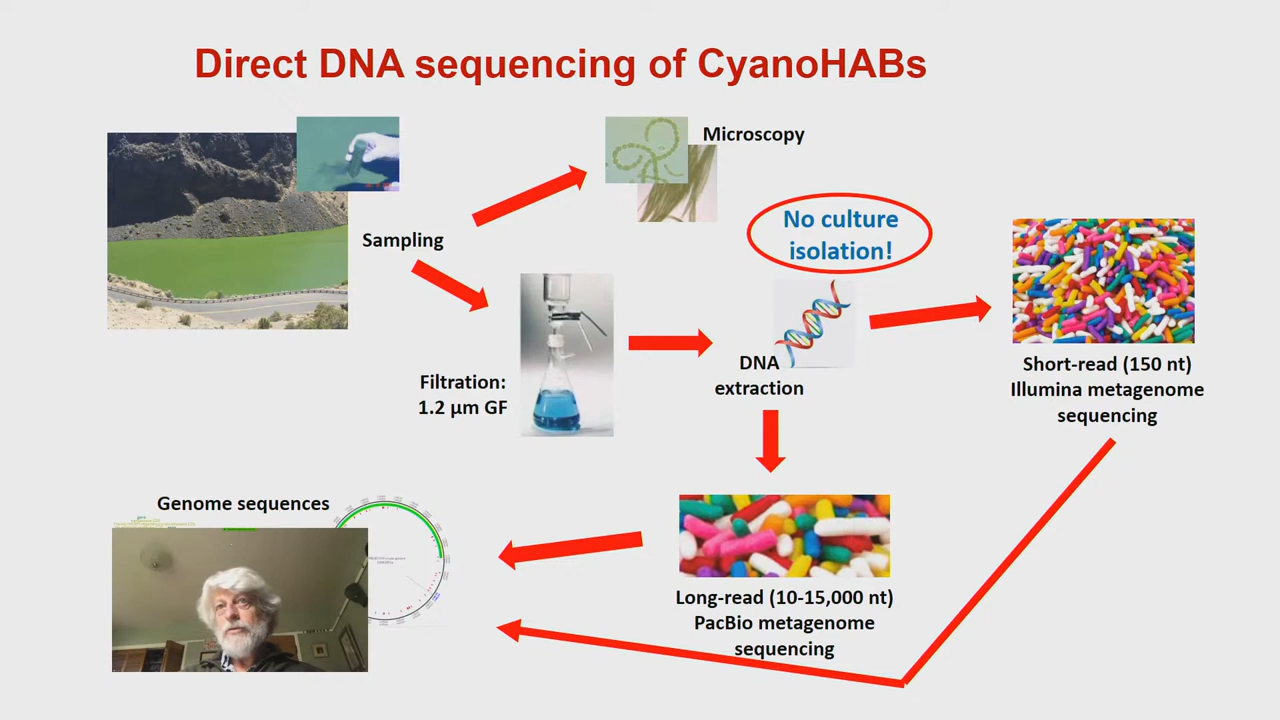 Direct DNA sequencing of CyanoHABs
Microscopy
Sampling
No culture
isolation!
Filtration:
1.2 µm GF
DNA
extraction
Short-read (150 nt)
Illumina metagenome
sequencing
Genome sequences
Long-read (10-15,000 nt)
PacBio metagenome
sequencing